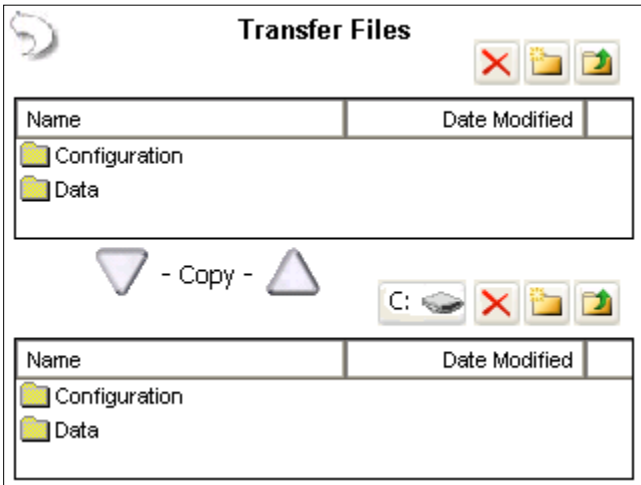 Transfer Files
Name Date Modified
Configuration
Data
- Copy -
C:
Name Date Modified
Configuration
Data